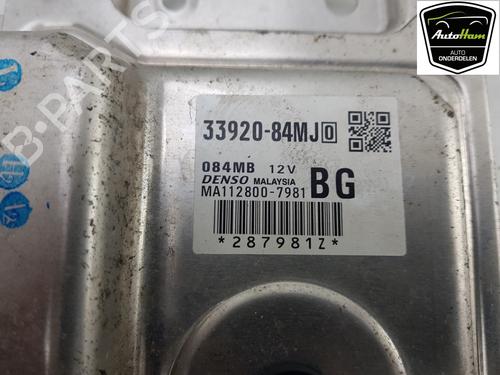 AutoHam
AUTO
ONDERDELEN
B-PARTS
33920-84MJ0
084MB 12V
DENSO MALAYSIA
MA112800-7981
BG
*287981Z*